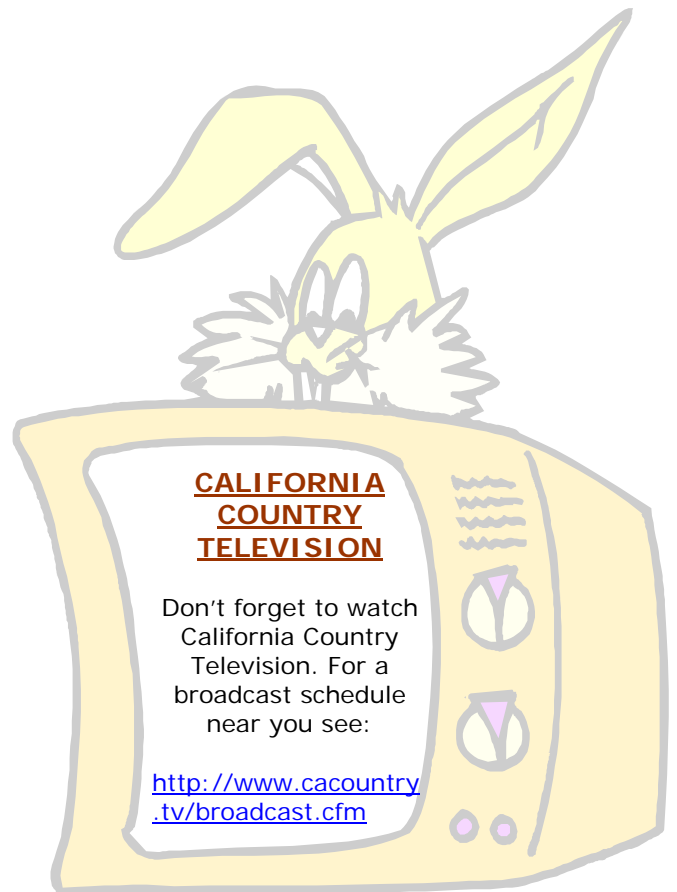 CALIFORNIA
COUNTRY
TELEVISION
Don't forget to watch
California Country
Television. For a
broadcast schedule
near you see:
http://www.cacountry
.tv/broadcast.cfm